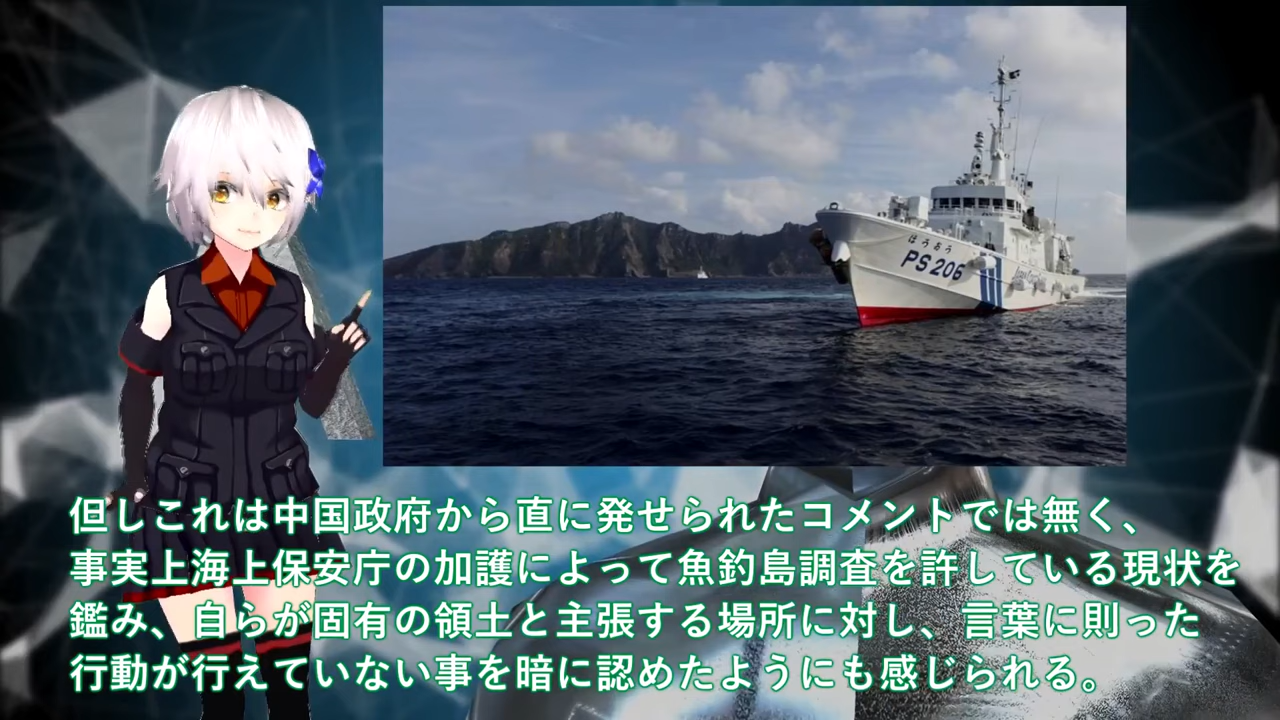 ほうおう
PS206
但しこれは中国政府から直に発せられたコメントでは無く、
事実上海上保安庁の加護によって魚釣島調査を許している現状を
鑑み、自らが固有の領土と主張する場所に対し、言葉に則った
行動が行えていない事を暗に認めたようにも感じられる。